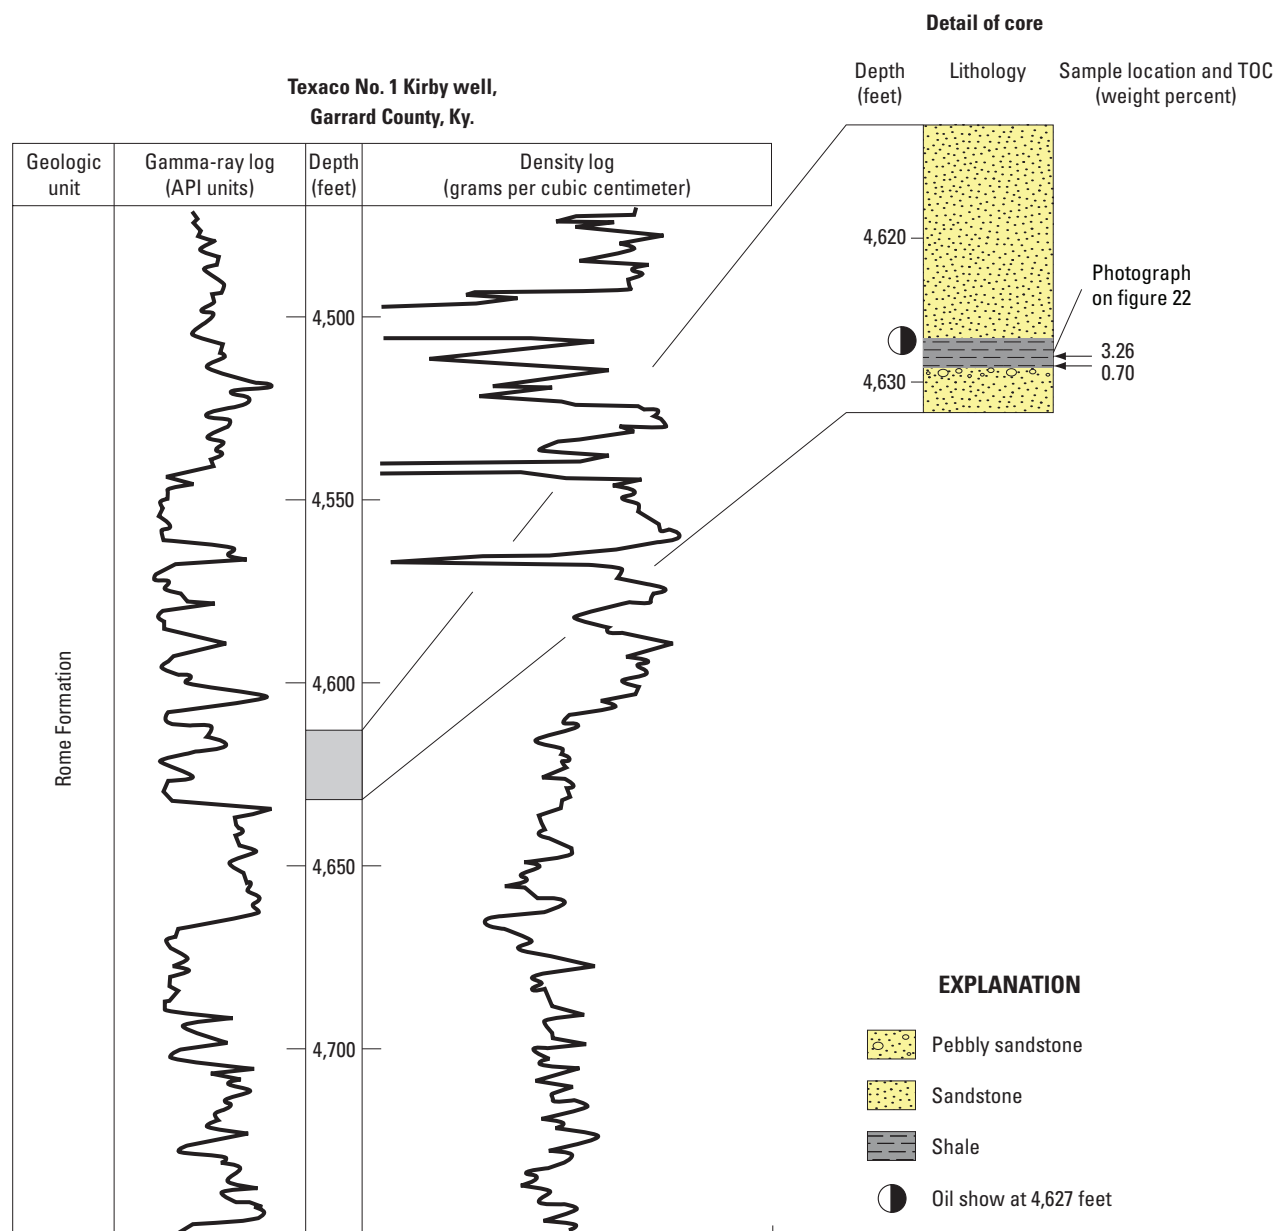 Detail of core
Depth
(feet)
Lithology
Sample location and TOC
(weight percent)
Texaco No. 1 Kirby well,
Garrard County, Ky.
Geologic
unit
Gamma-ray log
(API units)
Depth
(feet)
Density log
(grams per cubic centimeter)
4,620
4,630
Photograph
on figure 22
3.26
0.70
4,500
4,550
4,600
4,650
4,700
Rome Formation
EXPLANATION
Pebbly sandstone
Sandstone
Shale
Oil show at 4,627 feet